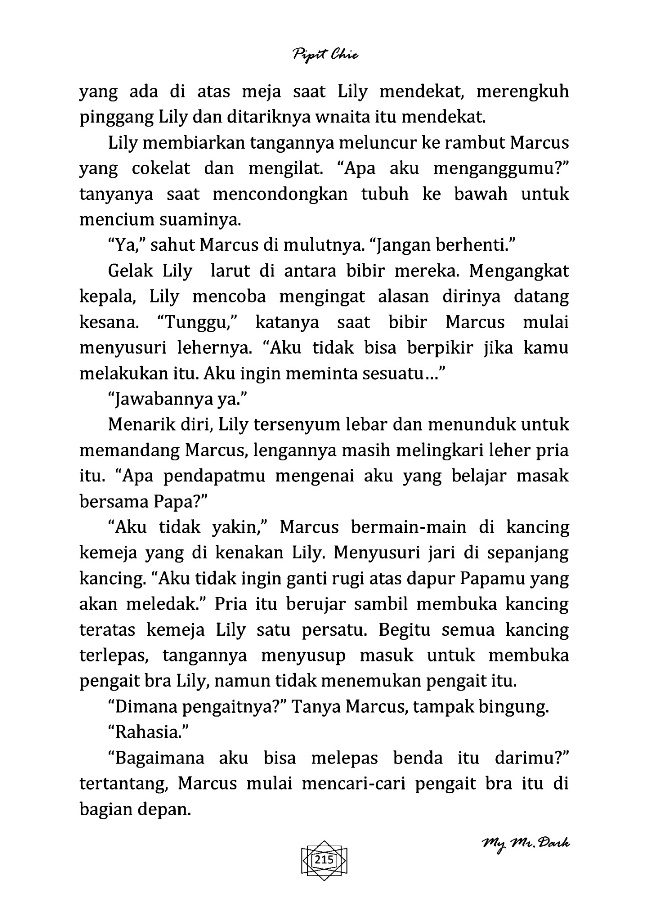 Pipit Chie
yang ada di atas meja saat Lily mendekat, merengkuh
pinggang Lily dan ditariknya wnaita itu mendekat.
Lily membiarkan tangannya meluncur ke rambut Marcus
yang cokelat dan mengilat. “Apa aku menganggumu?”
tanyanya saat mencondongkan tubuh ke bawah untuk
mencium suaminya.
“Ya,” sahut Marcus di mulutnya. “Jangan berhenti.”
Gelak Lily larut di antara bibir mereka. Mengangkat
kepala, Lily mencoba mengingat alasan dirinya datang
kesana. “Tunggu,” katanya saat bibir Marcus mulai
menyusuri lehernya. “Aku tidak bisa berpikir jika kamu
melakukan itu. Aku ingin meminta sesuatu…”
“Jawabannya ya.”
Menarik diri, Lily tersenyum lebar dan menunduk untuk
memandang Marcus, lengannya masih melingkari leher pria
itu. “Apa pendapatmu mengenai aku yang belajar masak
bersama Papa?”
“Aku tidak yakin,” Marcus bermain-main di kancing
kemeja yang di kenakan Lily. Menyusuri jari di sepanjang
kancing. “Aku tidak ingin ganti rugi atas dapur Papamu yang
akan meledak.” Pria itu berujar sambil membuka kancing
teratas kemeja Lily satu persatu. Begitu semua kancing
terlepas, tangannya menyusup masuk untuk membuka
pengait bra Lily, namun tidak menemukan pengait itu.
“Dimana pengaitnya?” Tanya Marcus, tampak bingung.
“Rahasia.”
“Bagaimana aku bisa melepas benda itu darimu?”
tertantang, Marcus mulai mencari-cari pengait bra itu di
bagian depan.
My Mr. Dark
215